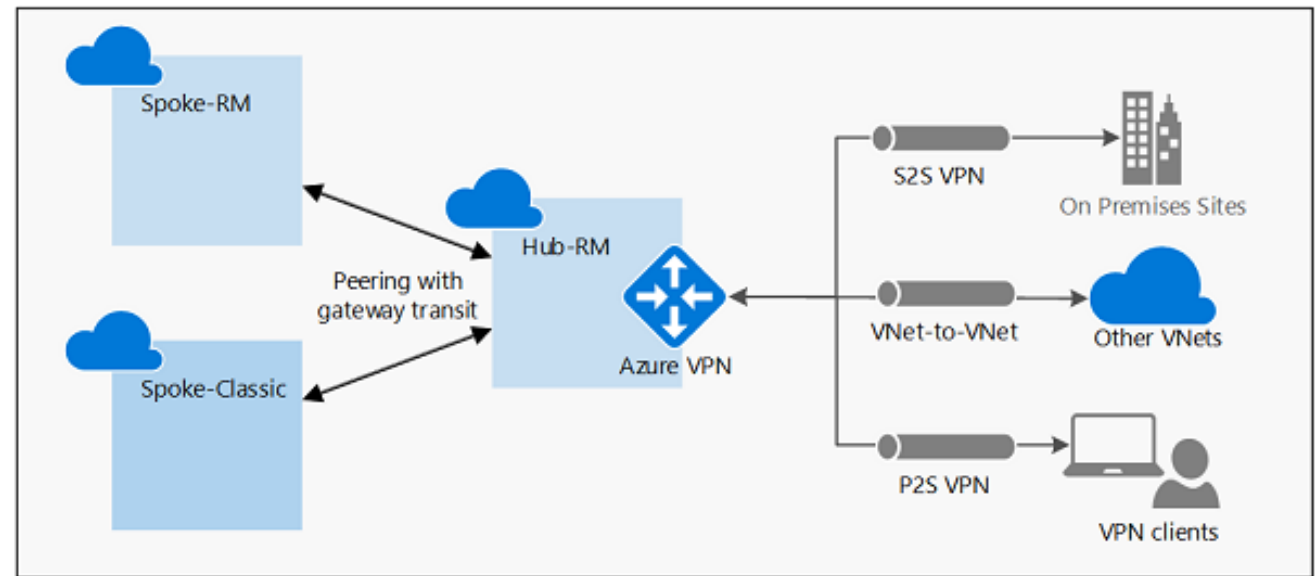 Spoke-RM
Spoke-Classic
Peering with
gateway transit
Hub-RM
Azure VPN
S2S VPN
On Premises Sites
VNet-to-VNet
Other VNets
P2S VPN
VPN clients